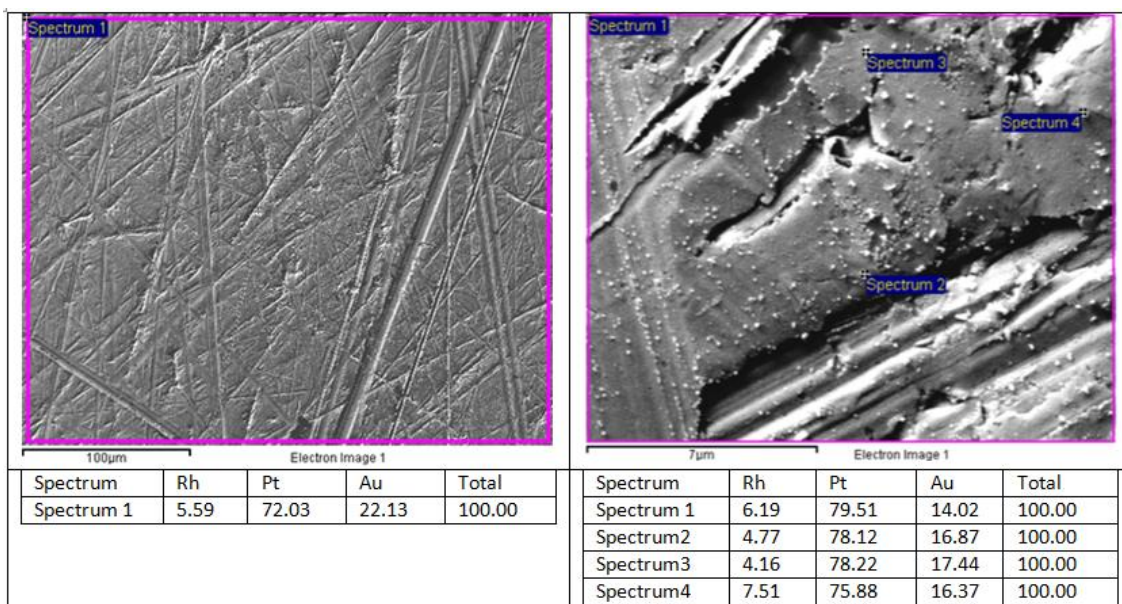 Spectrum 1
100µm
Electron Image 1
Spectrum Rh Pt Au Total
Spectrum 1 5.59 72.03 22.13 100.00
Spectrum 1
Spectrum 3
Spectrum 4
Spectrum 2
7µm
Electron Image 1
Spectrum Rh Pt Au Total
Spectrum 1 6.19 79.51 14.02 100.00
Spectrum2 4.77 78.12 16.87 100.00
Spectrum3 4.16 78.22 17.44 100.00
Spectrum4 7.51 75.88 16.37 100.00